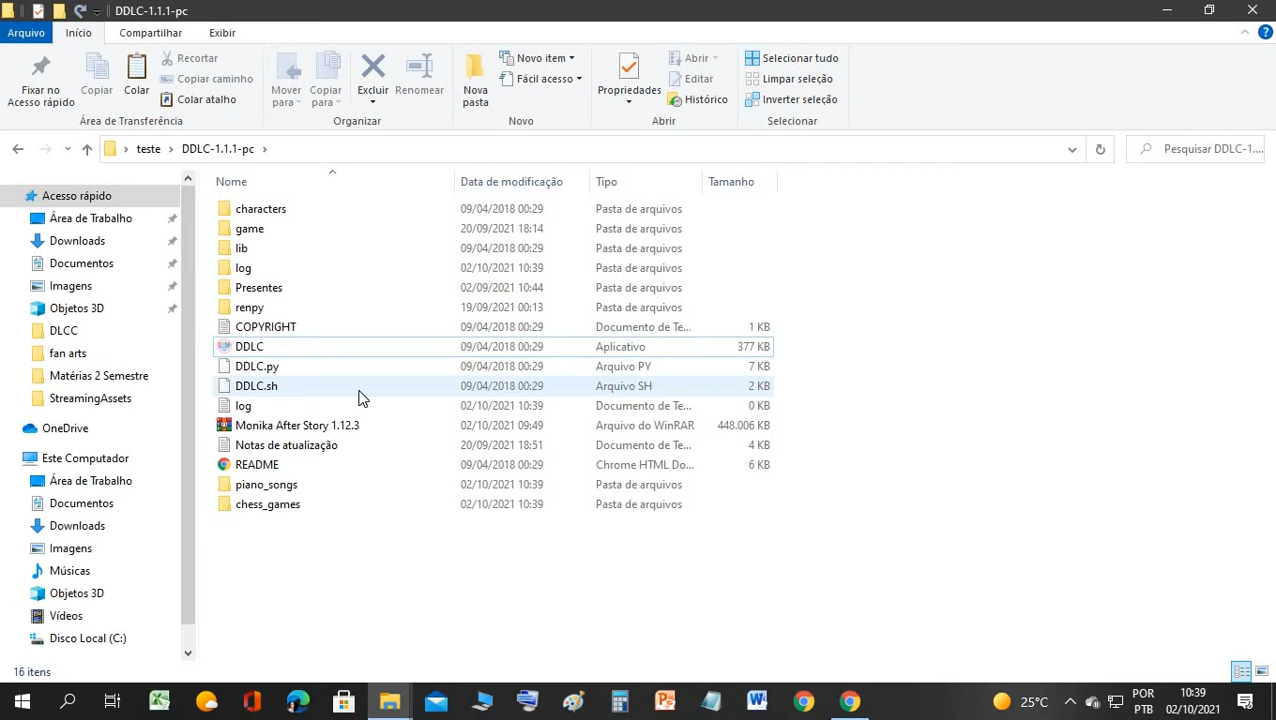 DDLC-1.1.1-pc
Arquivo Início Compartilhar Exibir
Fixar no Acesso rápido
Copiar
Colar
Recortar
Copiar caminho
Colar atalho
Área de Transferência
Mover para
Copiar para
Excluir
Renomear
Organizar
Nova pasta
Novo item
Fácil acesso
Novo
Propriedades
Abrir
Editar
Histórico
Abrir
Selecionar tudo
Limpar seleção
Inverter seleção
Selecionar
teste DDLC-1.1.1-pc
Pesquisar DDLC-1....
Acesso rápido
Área de Trabalho
Downloads
Documentos
Imagens
Objetos 3D
DLCC
fan arts
Matérias 2 Semestre
StreamingAssets
OneDrive
Este Computador
Área de Trabalho
Documentos
Downloads
Imagens
Músicas
Objetos 3D
Vídeos
Disco Local (C:)
Nome Data de modificação Tipo Tamanho
characters 09/04/2018 00:29 Pasta de arquivos
game 20/09/2021 18:14 Pasta de arquivos
lib 09/04/2018 00:29 Pasta de arquivos
log 02/10/2021 10:39 Pasta de arquivos
Presentes 02/09/2021 10:44 Pasta de arquivos
renpy 19/09/2021 00:13 Pasta de arquivos
COPYRIGHT 09/04/2018 00:29 Documento de Te... 1 KB
DDLC 09/04/2018 00:29 Aplicativo 377 KB
DDLC.py 09/04/2018 00:29 Arquivo PY 7 KB
DDLC.sh 09/04/2018 00:29 Arquivo SH 2 KB
log 02/10/2021 10:39 Documento de Te... 0 KB
Monika After Story 1.12.3 02/10/2021 09:49 Arquivo do WinRAR 448.006 KB
Notas de atualização 20/09/2021 18:51 Documento de Te... 4 KB
README 09/04/2018 00:29 Chrome HTML Do... 6 KB
piano_songs 02/10/2021 10:39 Pasta de arquivos
chess_games 02/10/2021 10:39 Pasta de arquivos
16 itens
25°C
POR
PTB
10:39
02/10/2021